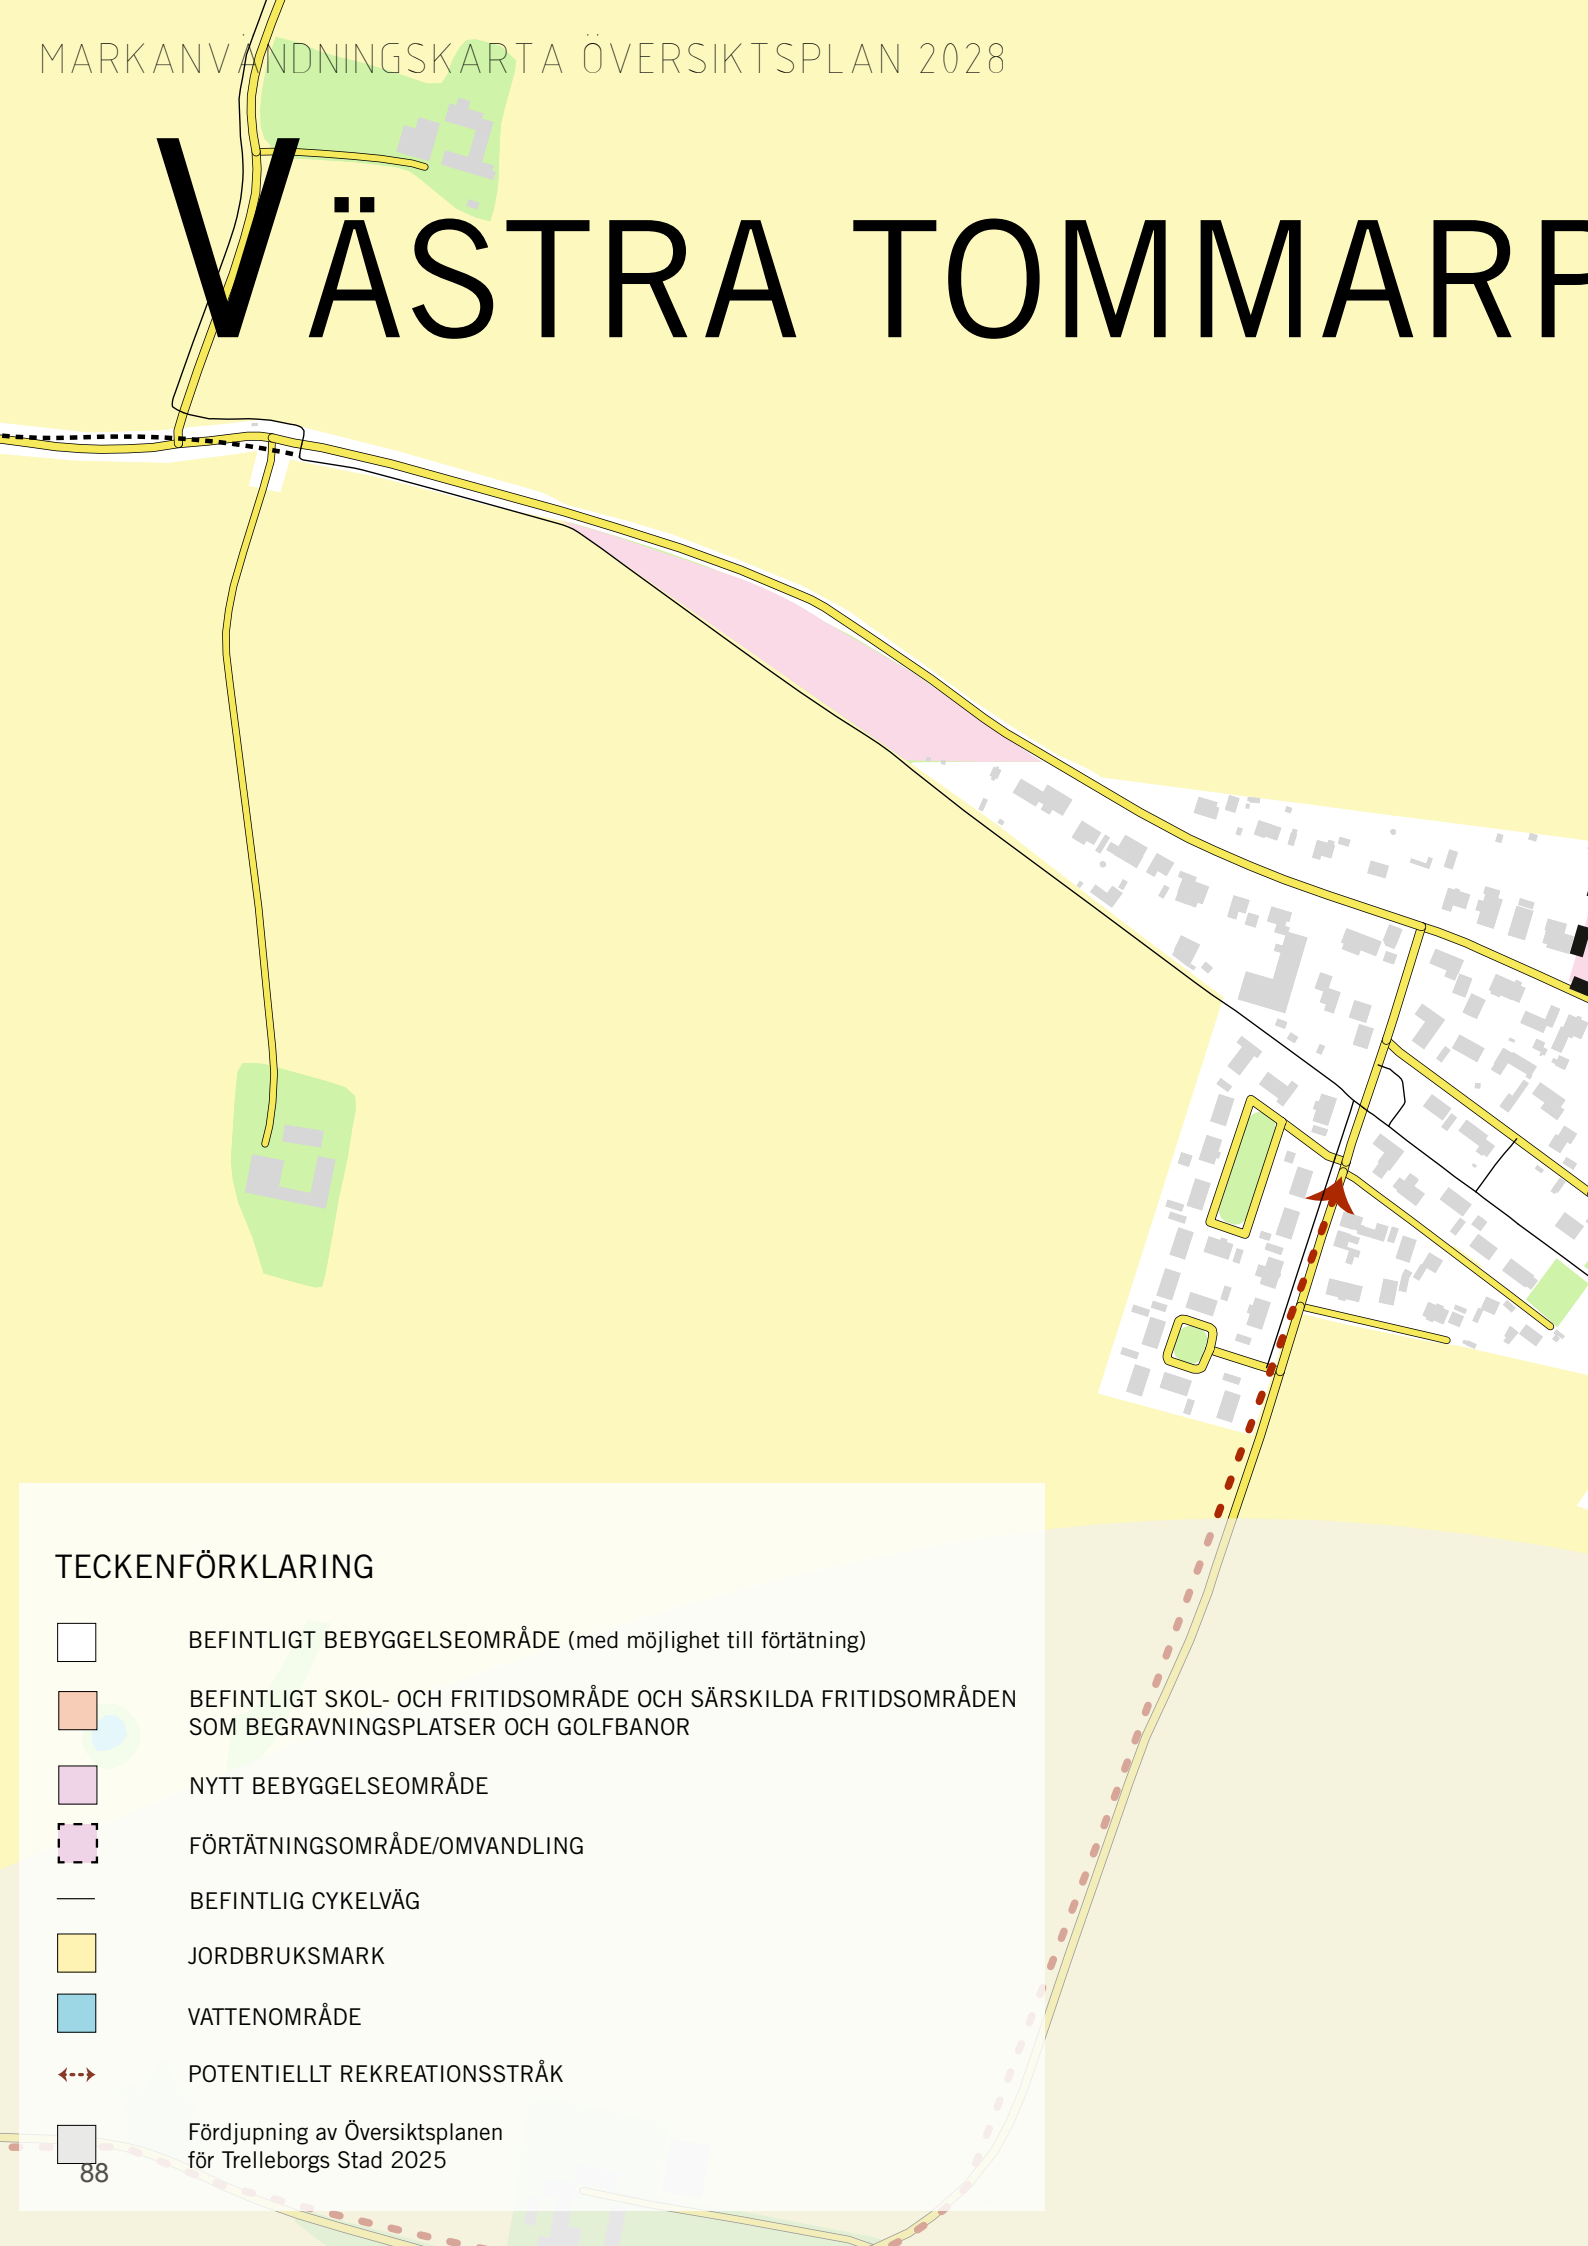 MARKANVÄNDNINGSKARTA ÖVERSIKTSPLAN 2028
VÄSTRA TOMMARP
TECKENFÖRKLARING
BEFINTLIGT BEBYGGELSEOMRÅDE (med möjlighet till förtätning)
BEFINTLIGT SKOL- OCH FRITIDSOMRÅDE OCH SÄRSKILDA FRITIDSOMRÅDEN
SOM BEGRAVNINGSPLATSER OCH GOLFBANOR
NYTT BEBYGGELSEOMRÅDE
FÖRTÄTNINGSOMRÅDE/OMVANDLING
BEFINTLIG CYKELVÄG
JORDBRUKSMARK
VATTENOMRÅDE
POTENTIELLT REKREATIONSSTRÅK
Fördjupning av Översiktsplanen
för Trelleborgs Stad 2025
88